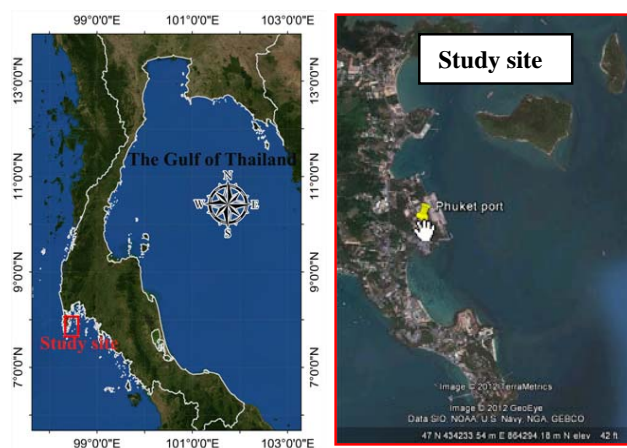 99°0'0"E 101°0'0"E 103°0'0"E
13°0'0"N
11°0'0"N
9°0'0"N
7°0'0"N
The Gulf of Thailand
N
W E
S
Study site
99°0'0"E 101°0'0"E 103°0'0"E
13°0'0"N
11°0'0"N
9°0'0"N
7°0'0"N
Study site
Phuket port
Image © 2012 TerraMetrics
Image © 2012 GeoEye
Data SIO, NOAA, U.S. Navy, NGA, GEBCO
47 N 434233.54 m E 864294.18 m N elev 42 ft